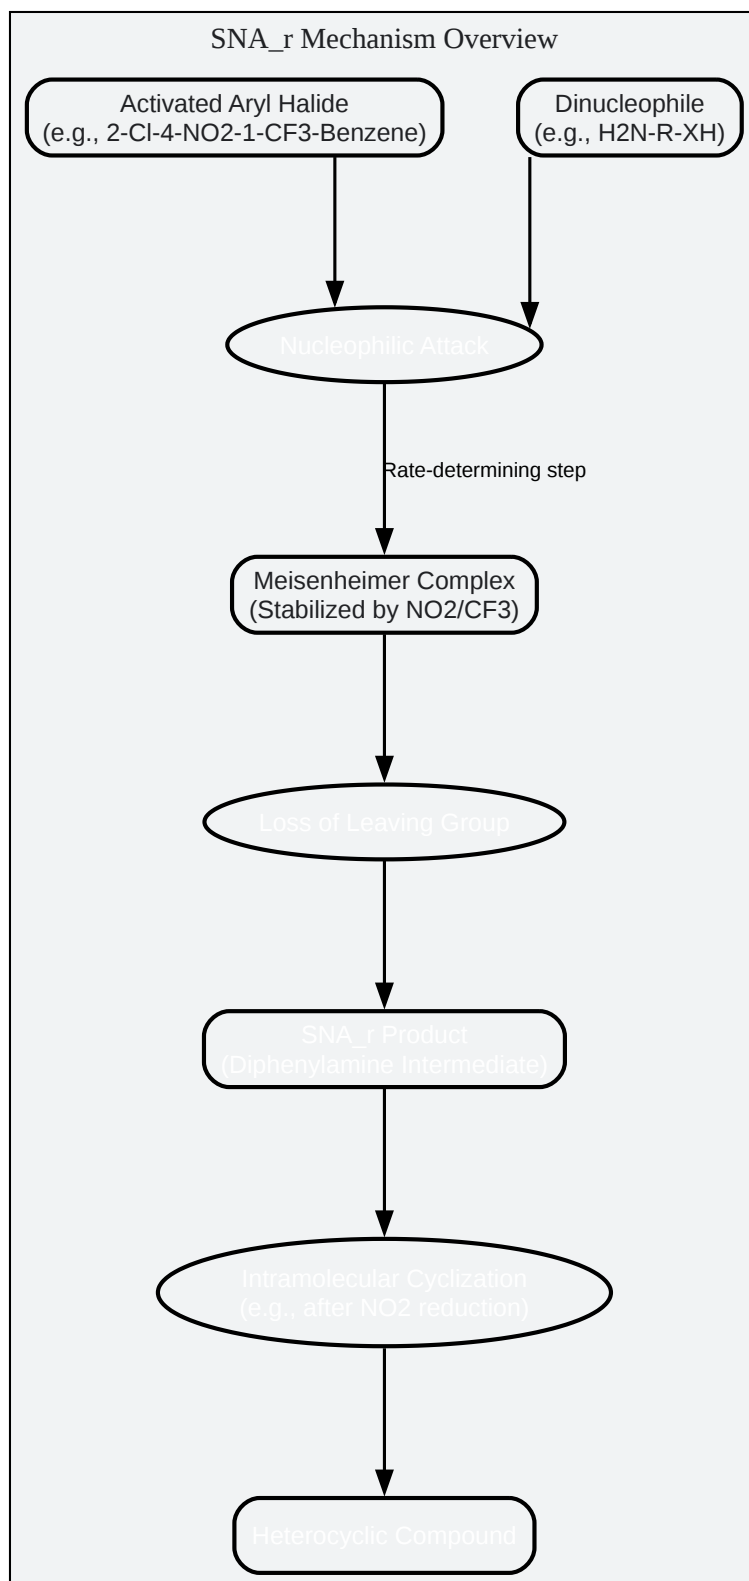 SNA_r Mechanism Overview
Activated Aryl Halide
(e.g., 2-Cl-4-NO2-1-CF3-Benzene)
Dinucleophile
(e.g., H2N-R-XH)
Nucleophilic Attack
Rate-determining step
Meisenheimer Complex
(Stabilized by NO2/CF3)
Loss of Leaving Group
SNA_r Product
(Diphenylamine Intermediate)
Intramolecular Cyclization
(e.g., after NO2 reduction)
Heterocyclic Compound